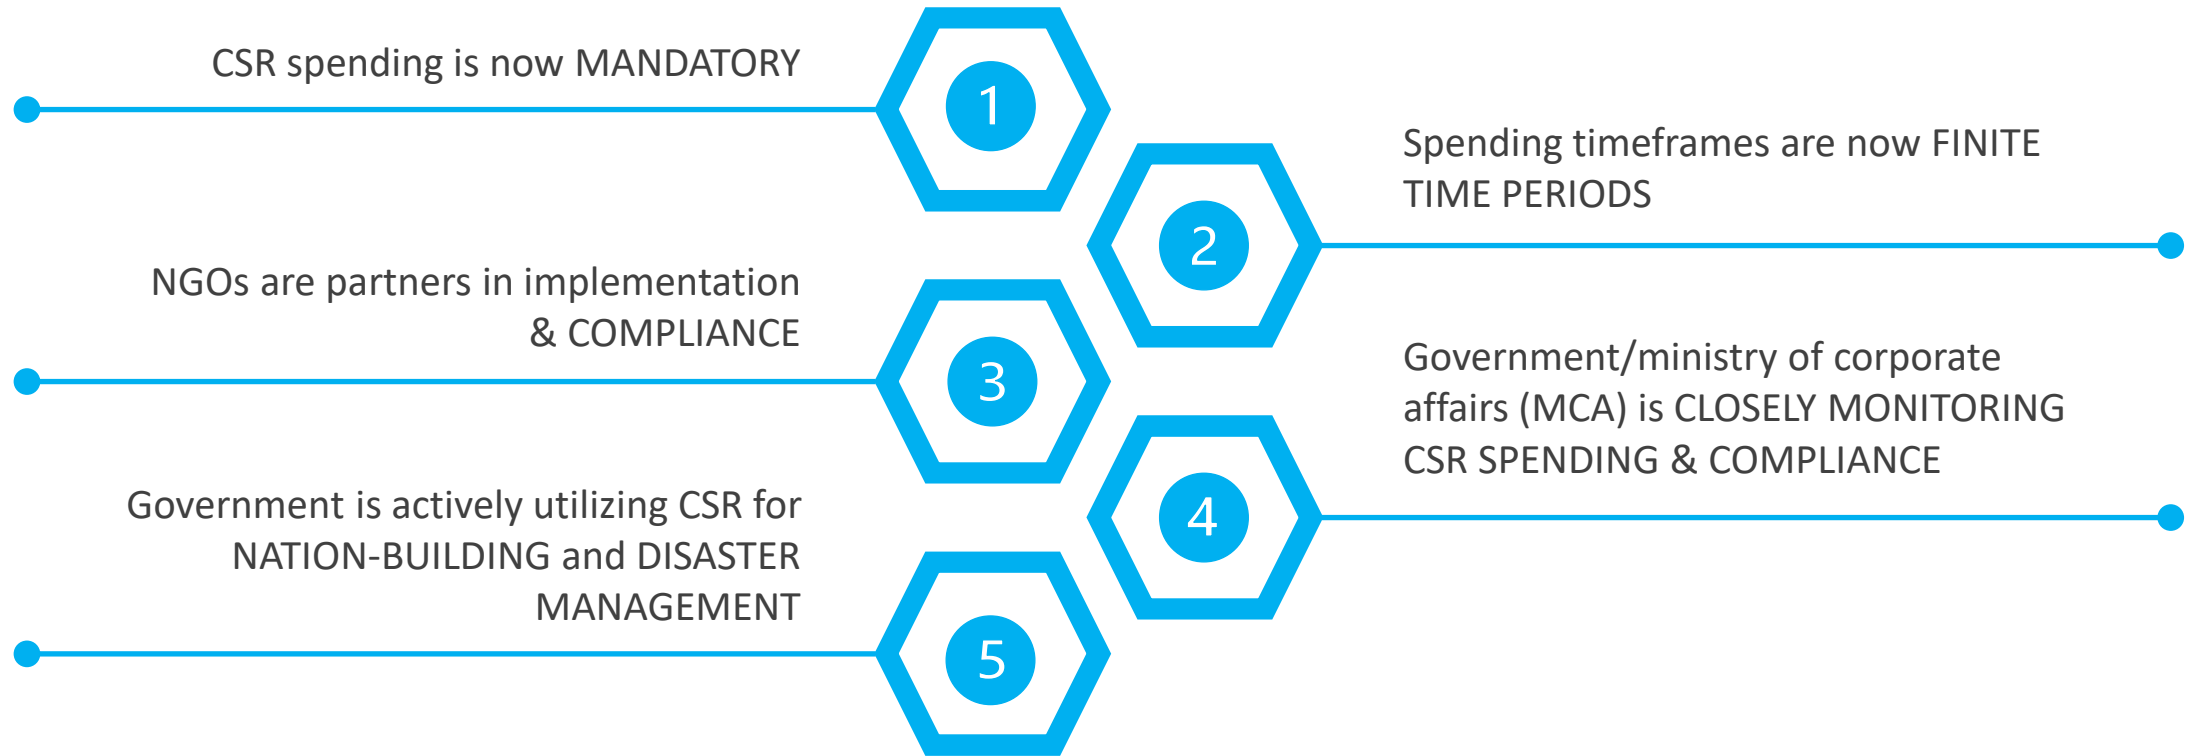 CSR spending is now MANDATORY
1
Spending timeframes are now FINITE
TIME PERIODS
2
NGOs are partners in implementation
& COMPLIANCE
3
Government/ministry of corporate
affairs (MCA) is CLOSELY MONITORING
CSR SPENDING & COMPLIANCE
4
Government is actively utilizing CSR for
NATION-BUILDING and DISASTER
MANAGEMENT
5